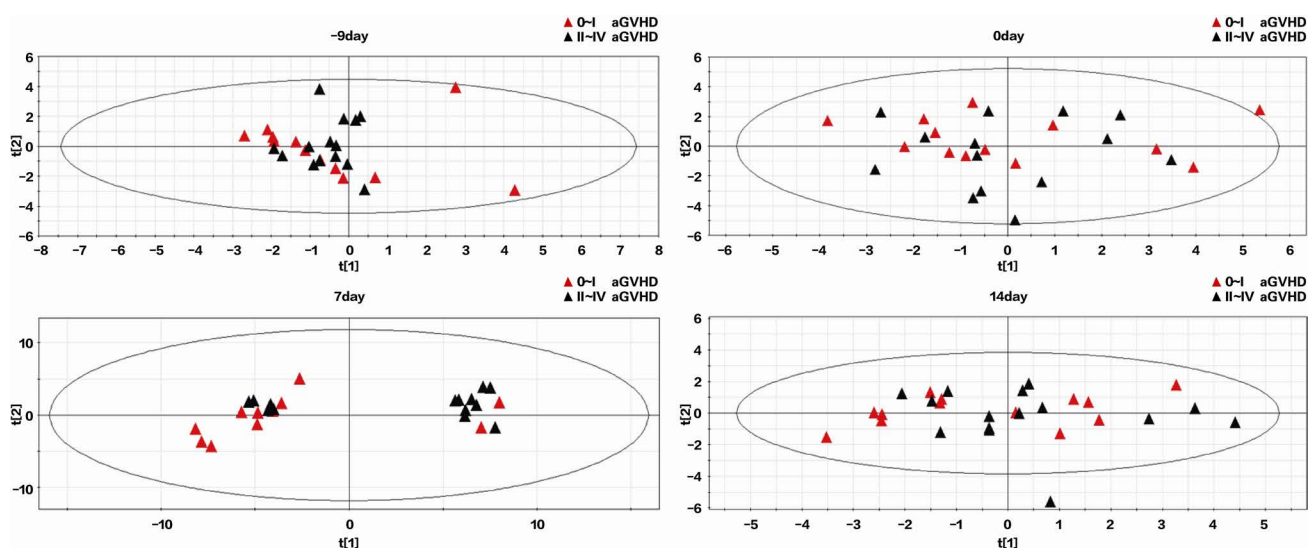 ▲ 0~I aGVHD
▲ II~IV aGVHD
-9day
6
4
2
0
-2
-4
-6
t[2]
-8 -7 -6 -5 -4 -3 -2 -1 0 1 2 3 4 5 6 7 8
t[1]
▲ 0~I aGVHD
▲ II~IV aGVHD
0day
6
4
2
0
-2
-4
-6
t[2]
-6 -5 -4 -3 -2 -1 0 1 2 3 4 5 6
t[1]
▲ 0~I aGVHD
▲ II~IV aGVHD
7day
10
0
-10
t[2]
-10 0 10
t[1]
▲ 0~I aGVHD
▲ II~IV aGVHD
14day
6
4
2
0
-2
-4
-6
t[2]
-5 -4 -3 -2 -1 0 1 2 3 4 5
t[1]